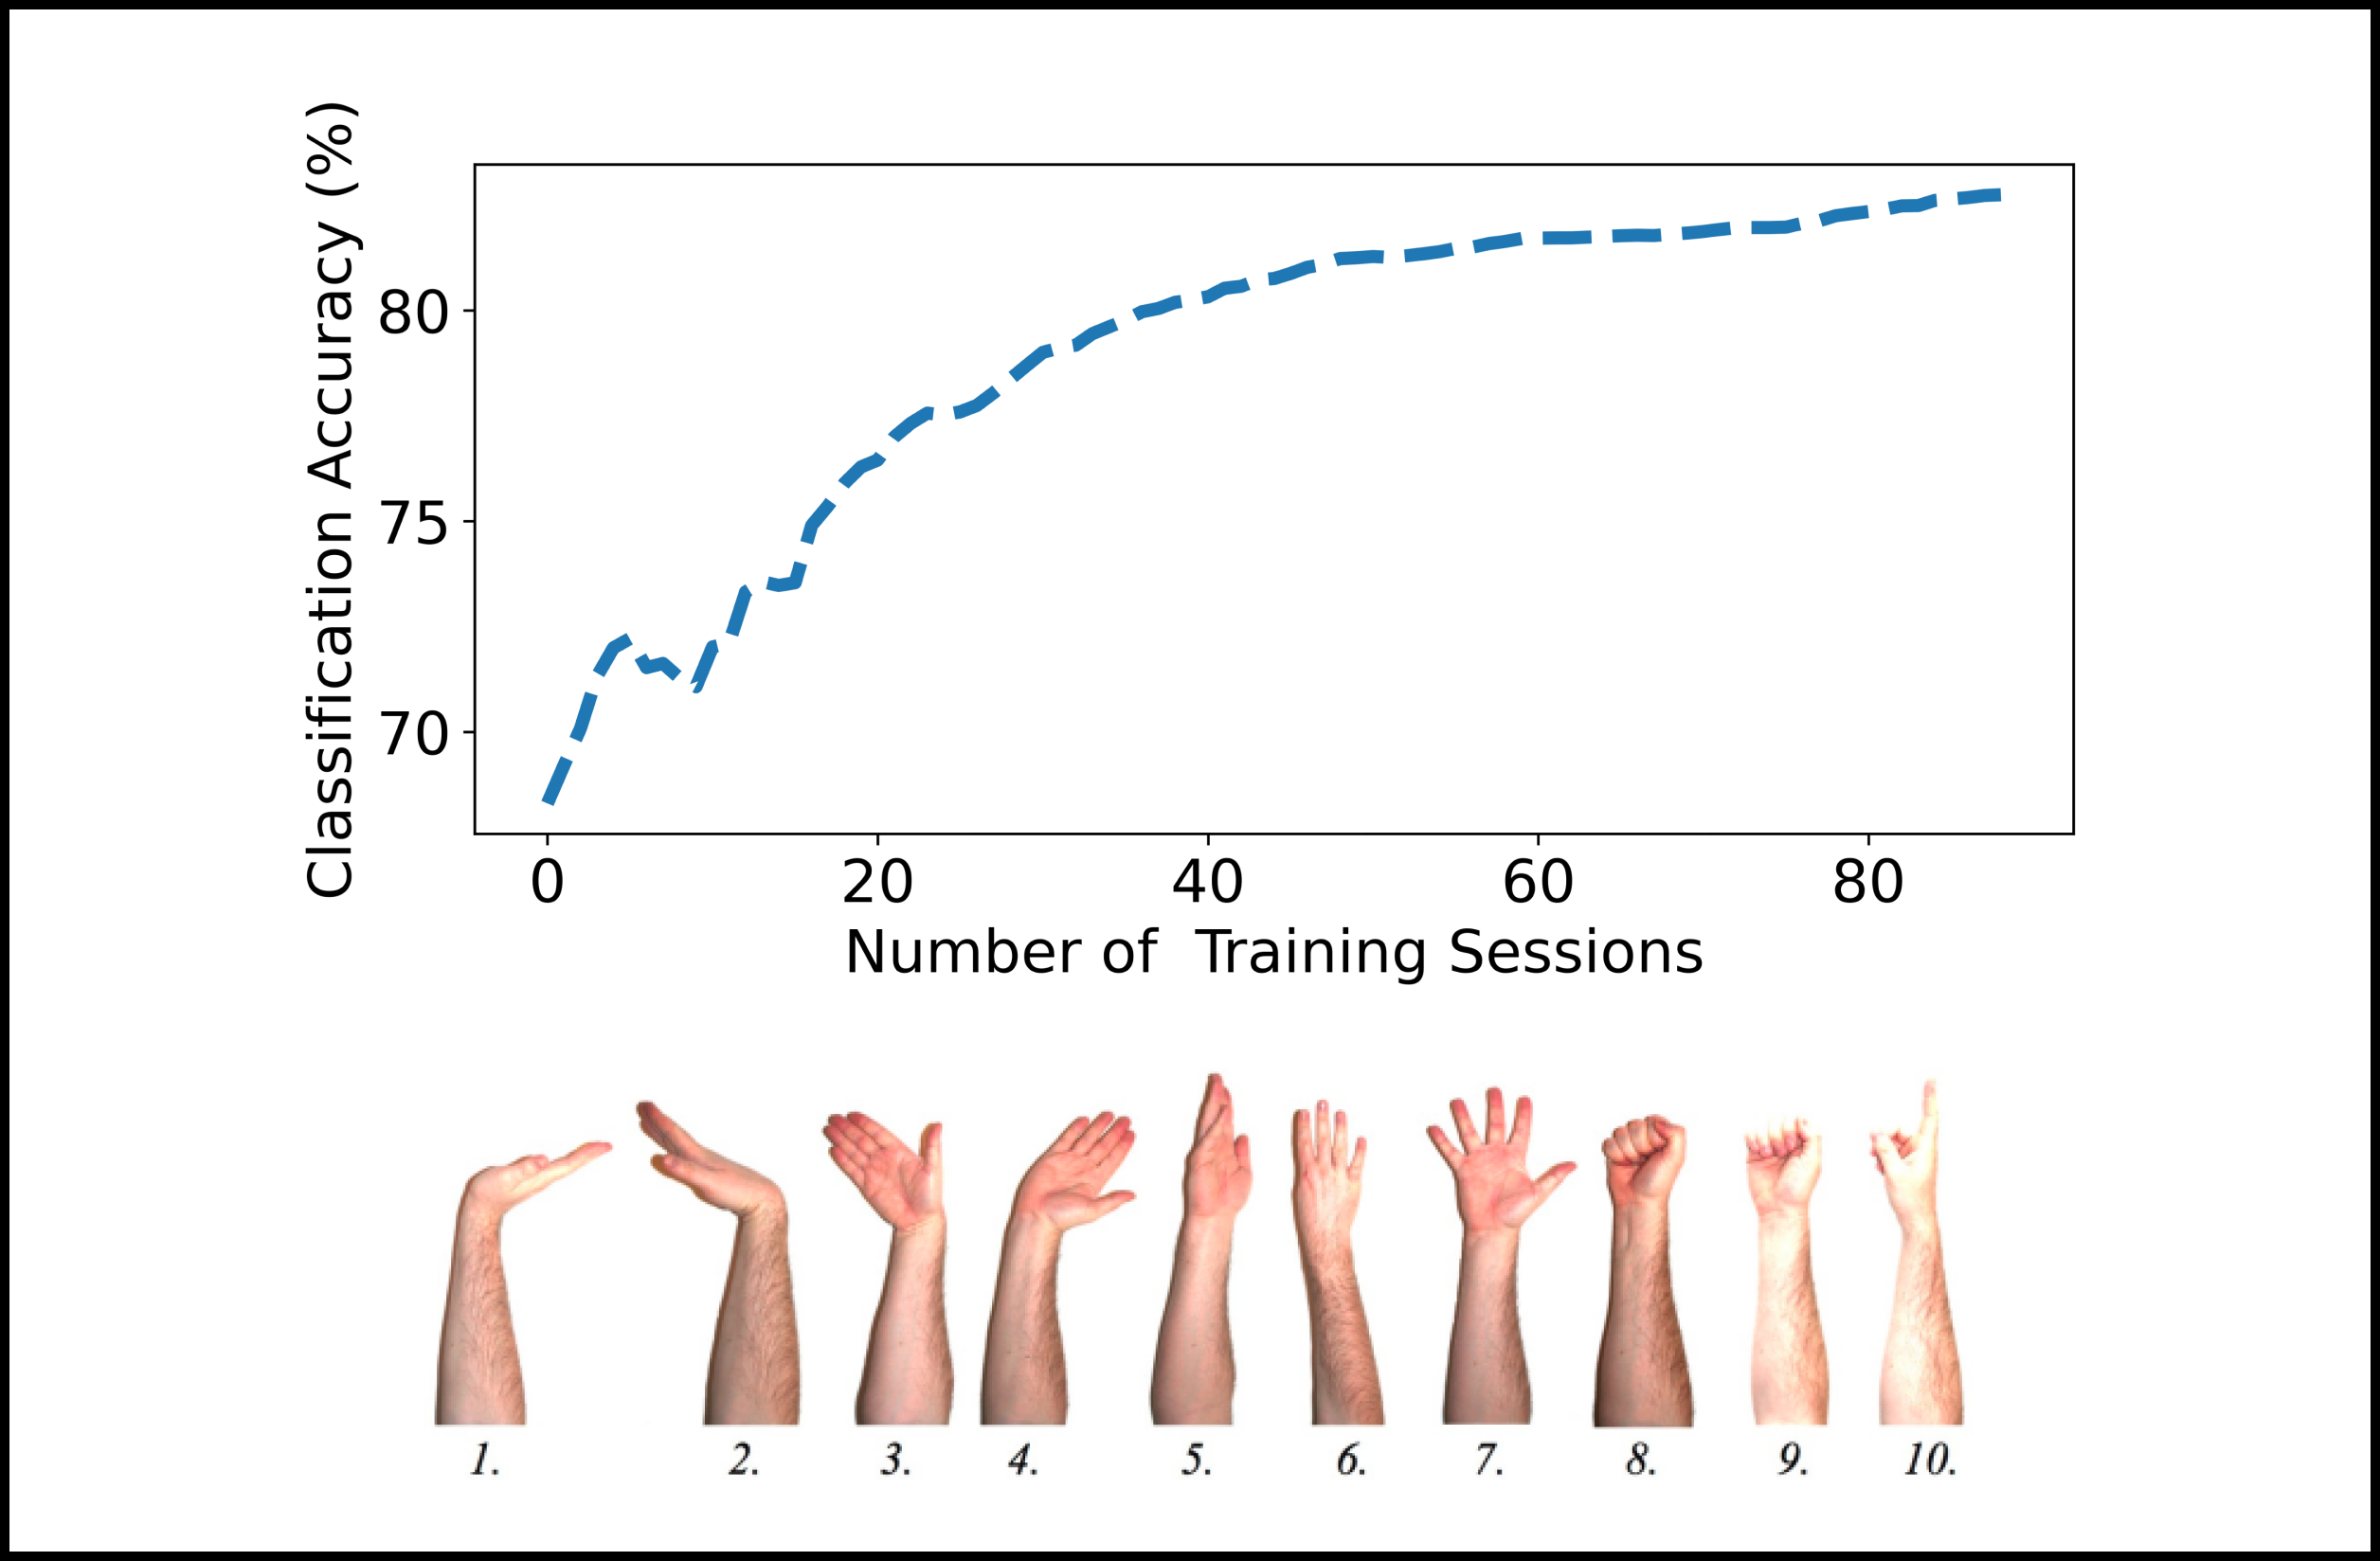 Classification Accuracy (%)
80
75
70
0 20 40 60 80
Number of Training Sessions
1. 2. 3. 4. 5. 6. 7. 8. 9. 10.